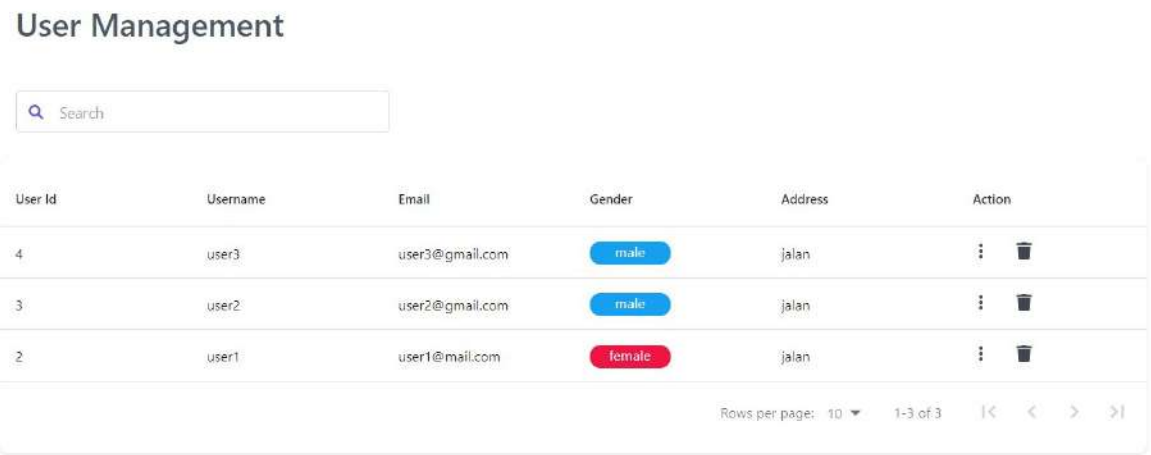 User Management
Search
User Id Username Email Gender Address Action
4 user3 user3@gmail.com male jalan
3 user2 user2@gmail.com male jalan
2 user1 user1@mail.com female jalan
Rows per page: 10 1-3 of 3